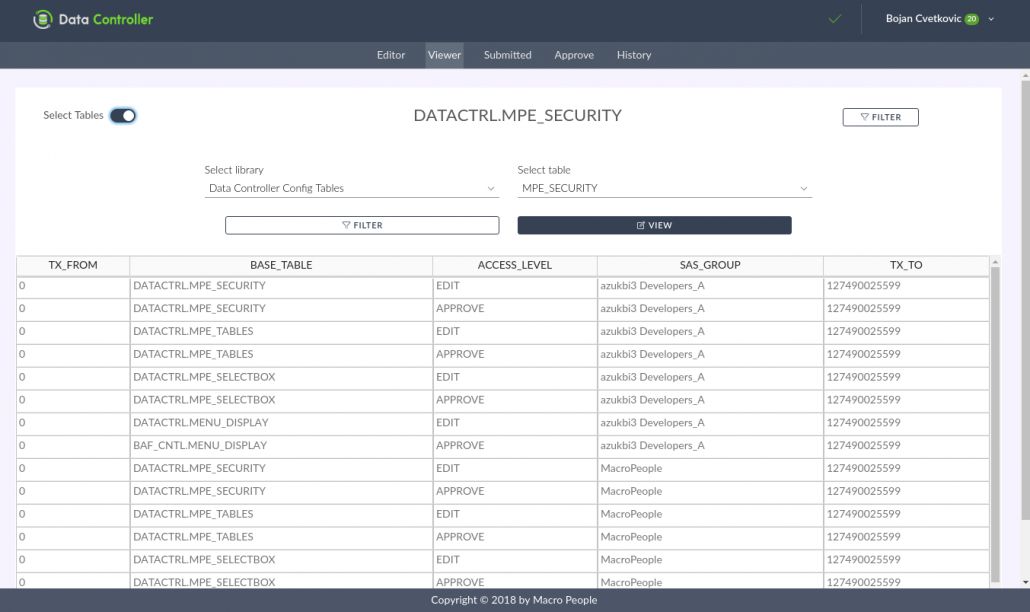 Data Controller
Bojan Cvetkovic 20
Editor Viewer Submitted Approve History
Select Tables
DATACTRL.MPE_SECURITY
FILTER
Select library Select table
Data Controller Config Tables MPE_SECURITY
FILTER VIEW
TX_FROM BASE_TABLE ACCESS_LEVEL SAS_GROUP TX_TO
0 DATACTRL.MPE_SECURITY EDIT azukbi3 Developers_A 127490025599
0 DATACTRL.MPE_SECURITY APPROVE azukbi3 Developers_A 127490025599
0 DATACTRL.MPE_TABLES EDIT azukbi3 Developers_A 127490025599
0 DATACTRL.MPE_TABLES APPROVE azukbi3 Developers_A 127490025599
0 DATACTRL.MPE_SELECTBOX EDIT azukbi3 Developers_A 127490025599
0 DATACTRL.MPE_SELECTBOX APPROVE azukbi3 Developers_A 127490025599
0 DATACTRL.MENU_DISPLAY EDIT azukbi3 Developers_A 127490025599
0 BAF_CNTL.MENU_DISPLAY APPROVE azukbi3 Developers_A 127490025599
0 DATACTRL.MPE_SECURITY EDIT MacroPeople 127490025599
0 DATACTRL.MPE_SECURITY APPROVE MacroPeople 127490025599
0 DATACTRL.MPE_TABLES EDIT MacroPeople 127490025599
0 DATACTRL.MPE_TABLES APPROVE MacroPeople 127490025599
0 DATACTRL.MPE_SELECTBOX EDIT MacroPeople 127490025599
0 DATACTRL.MPE_SELECTBOX APPROVE MacroPeople 127490025599
Copyright © 2018 by Macro People